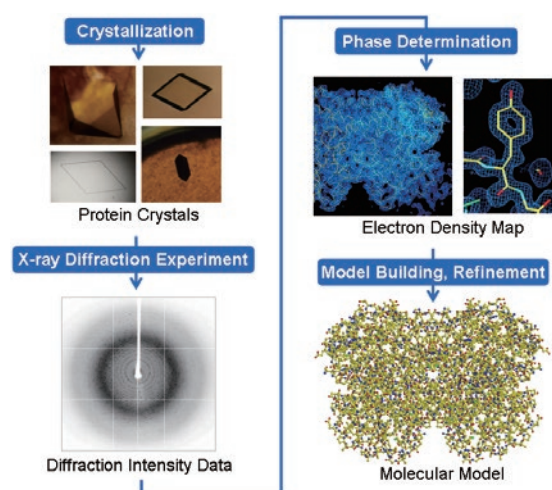 Crystallization
Protein Crystals
X-ray Diffraction Experiment
Diffraction Intensity Data
Phase Determination
Electron Density Map
Model Building, Refinement
Molecular Model